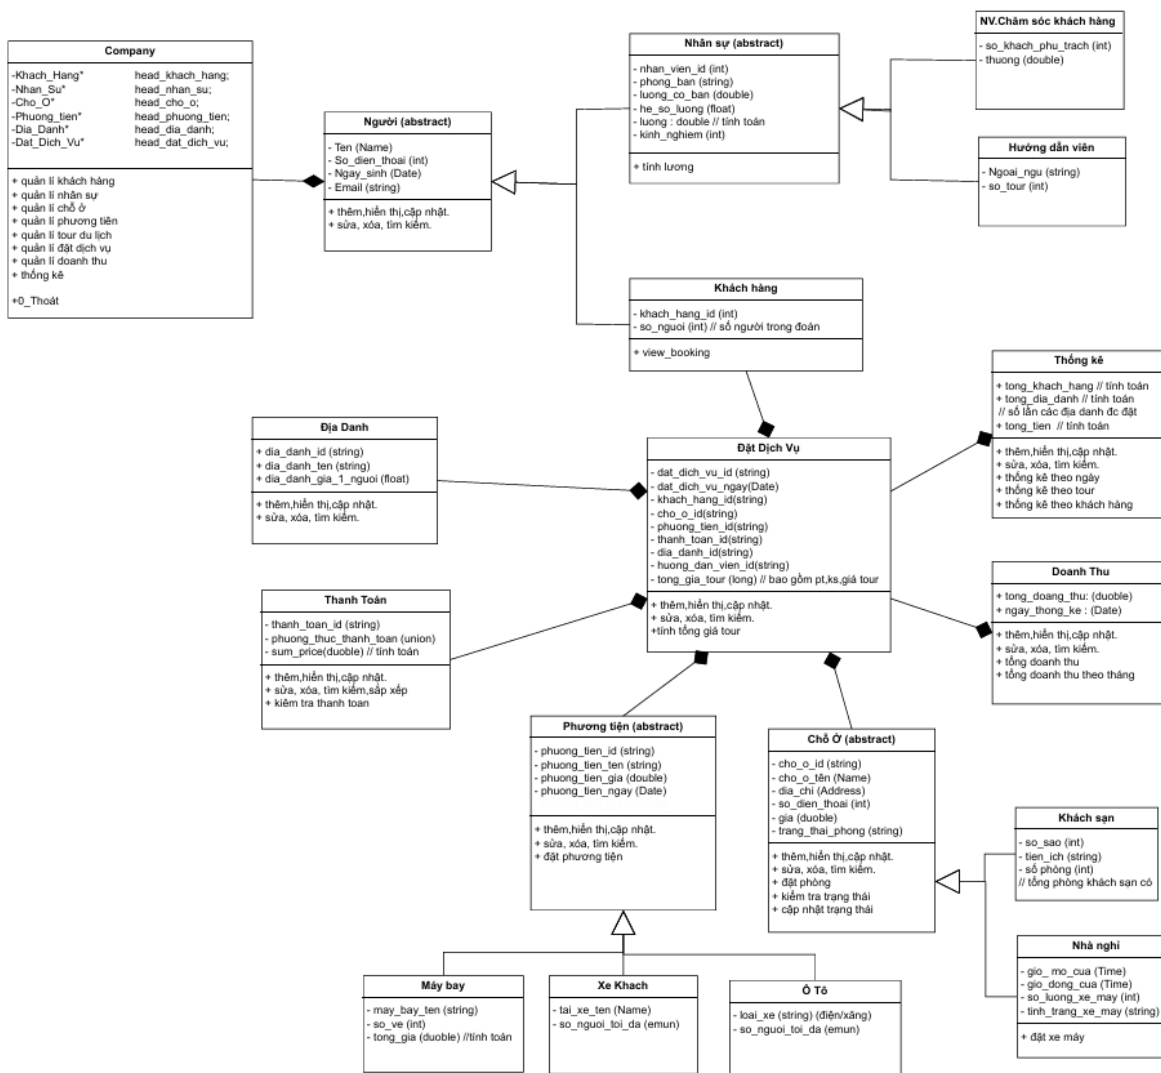 Company
-Khach_Hang* head_khach_hang;
-Nhan_Su* head_nhan_su;
-Cho_O* head_cho_o;
-Phuong_tien* head_phuong_tien;
-Dia_Danh* head_dia_danh;
-Dat_Dich_Vu* head_dat_dich_vu;
+ quản lí khách hàng
+ quản lí nhân sự
+ quản lí chỗ ở
+ quản lí phương tiên
+ quản lí tour du lịch
+ quản lí đặt dịch vụ
+ quản lí doanh thu
+ thống kê
+0_Thoát
Người (abstract)
- Ten (Name)
- So_dien_thoai (int)
- Ngay_sinh (Date)
- Email (string)
+ thêm,hiển thị,cập nhật.
+ sửa, xóa, tìm kiếm.
Nhân sự (abstract)
- nhan_vien_id (int)
- phong_ban (string)
- luong_co_ban (double)
- he_so_luong (float)
- luong : double // tính toán
- kinh_nghiem (int)
+ tính lương
NV.Chăm sóc khách hàng
- so_khach_phu_trach (int)
- thuong (double)
Hướng dẫn viên
- Ngoai_ngu (string)
- so_tour (int)
Khách hàng
- khach_hang_id (int)
- so_nguoi (int) // số người trong đoàn
+ view_booking
Thống kê
+ tong_khach_hang // tính toán
+ tong_dia_danh // tính toán
// số lần các địa danh đc đặt
+ tong_tien // tính toán
+ thêm,hiển thị,cập nhật.
+ sửa, xóa, tìm kiếm.
+ thống kê theo ngày
+ thống kê theo tour
+ thống kê theo khách hàng
Địa Danh
+ dia_danh_id (string)
+ dia_danh_ten (string)
+ dia_danh_gia_1_nguoi (float)
+ thêm,hiển thị,cập nhật.
+ sửa, xóa, tìm kiếm.
Đặt Dịch Vụ
- dat_dich_vu_id (string)
- dat_dich_vu_ngay(Date)
- khach_hang_id(string)
- cho_o_id(string)
- phuong_tien_id(string)
- thanh_toan_id(string)
- dia_danh_id(string)
- huong_dan_vien_id(string)
- tong_gia_tour (long) // bao gồm pt,ks,giá tour
+ thêm,hiển thị,cập nhật.
+ sửa, xóa, tìm kiếm.
+tính tổng giá tour
Doanh Thu
+ tong_doang_thu: (duoble)
+ ngay_thong_ke : (Date)
+ thêm,hiển thị,cập nhật.
+ sửa, xóa, tìm kiếm.
+ tổng doanh thu
+ tổng doanh thu theo tháng
Thanh Toán
- thanh_toan_id (string)
- phuong_thuc_thanh_toan (union)
- sum_price(duoble) // tính toán
+ thêm,hiển thị,cập nhật.
+ sửa, xóa, tìm kiếm,sắp xếp
+ kiêm tra thanh toan
Phương tiện (abstract)
- phuong_tien_id (string)
- phuong_tien_ten (string)
- phuong_tien_gia (double)
- phuong_tien_ngay (Date)
+ thêm,hiển thị,cập nhật.
+ sửa, xóa, tìm kiếm.
+ đặt phương tiện
Chỗ Ở (abstract)
- cho_o_id (string)
- cho_o_tên (Name)
- dia_chi (Address)
- so_dien_thoai (int)
- gia (duoble)
- trang_thai_phong (string)
+ thêm,hiển thị,cập nhật.
+ sửa, xóa, tìm kiếm.
+ đặt phòng
+ kiểm tra trạng thái
+ cập nhật trạng thái
Khách sạn
- so_sao (int)
- tien_ich (string)
- số phòng (int)
// tổng phòng khách sạn có
Nhà nghỉ
- gio_ mo_cua (Time)
- gio_dong_cua (Time)
- so_luong_xe_may (int)
- tinh_trang_xe_may (string)
+ đặt xe máy
Máy bay
- may_bay_ten (string)
- so_ve (int)
- tong_gia (duoble) //tính toán
Xe Khach
- tai_xe_ten (Name)
- so_nguoi_toi_da (emun)
Ô Tô
- loai_xe (string) (điện/xăng)
- so_nguoi_toi_da (emun)